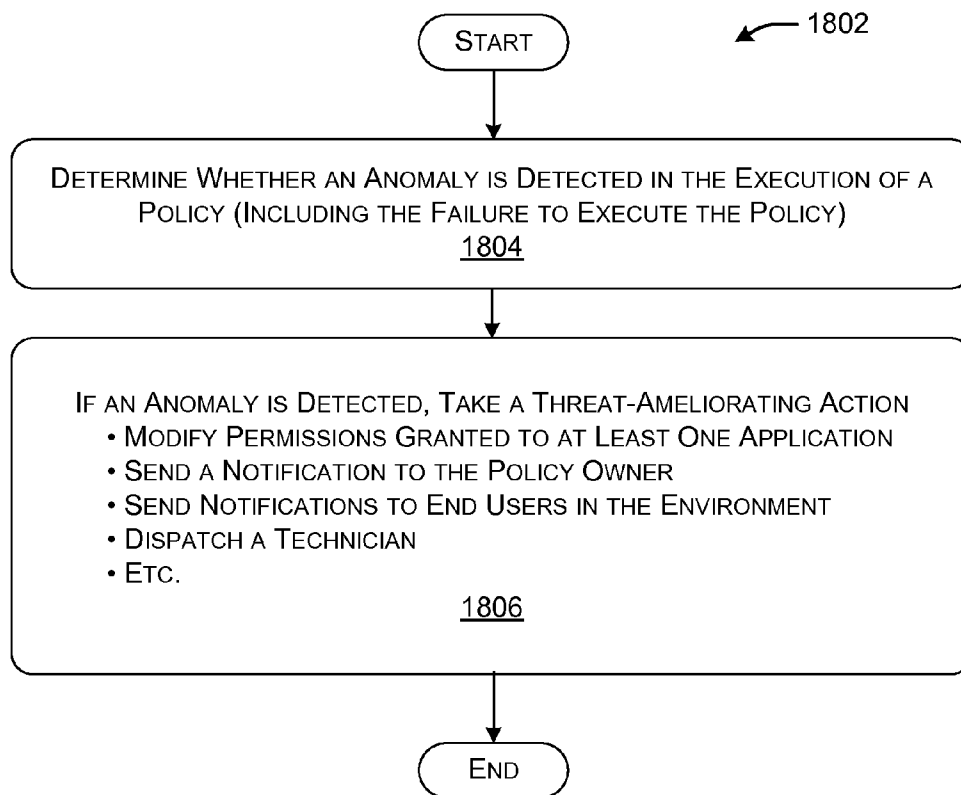 START
1802
DETERMINE WHETHER AN ANOMALY IS DETECTED IN THE EXECUTION OF A
POLICY (INCLUDING THE FAILURE TO EXECUTE THE POLICY)
1804
IF AN ANOMALY IS DETECTED, TAKE A THREAT-AMELIORATING ACTION
• MODIFY PERMISSIONS GRANTED TO AT LEAST ONE APPLICATION
• SEND A NOTIFICATION TO THE POLICY OWNER
• SEND NOTIFICATIONS TO END USERS IN THE ENVIRONMENT
• DISPATCH A TECHNICIAN
• ETC.
1806
END